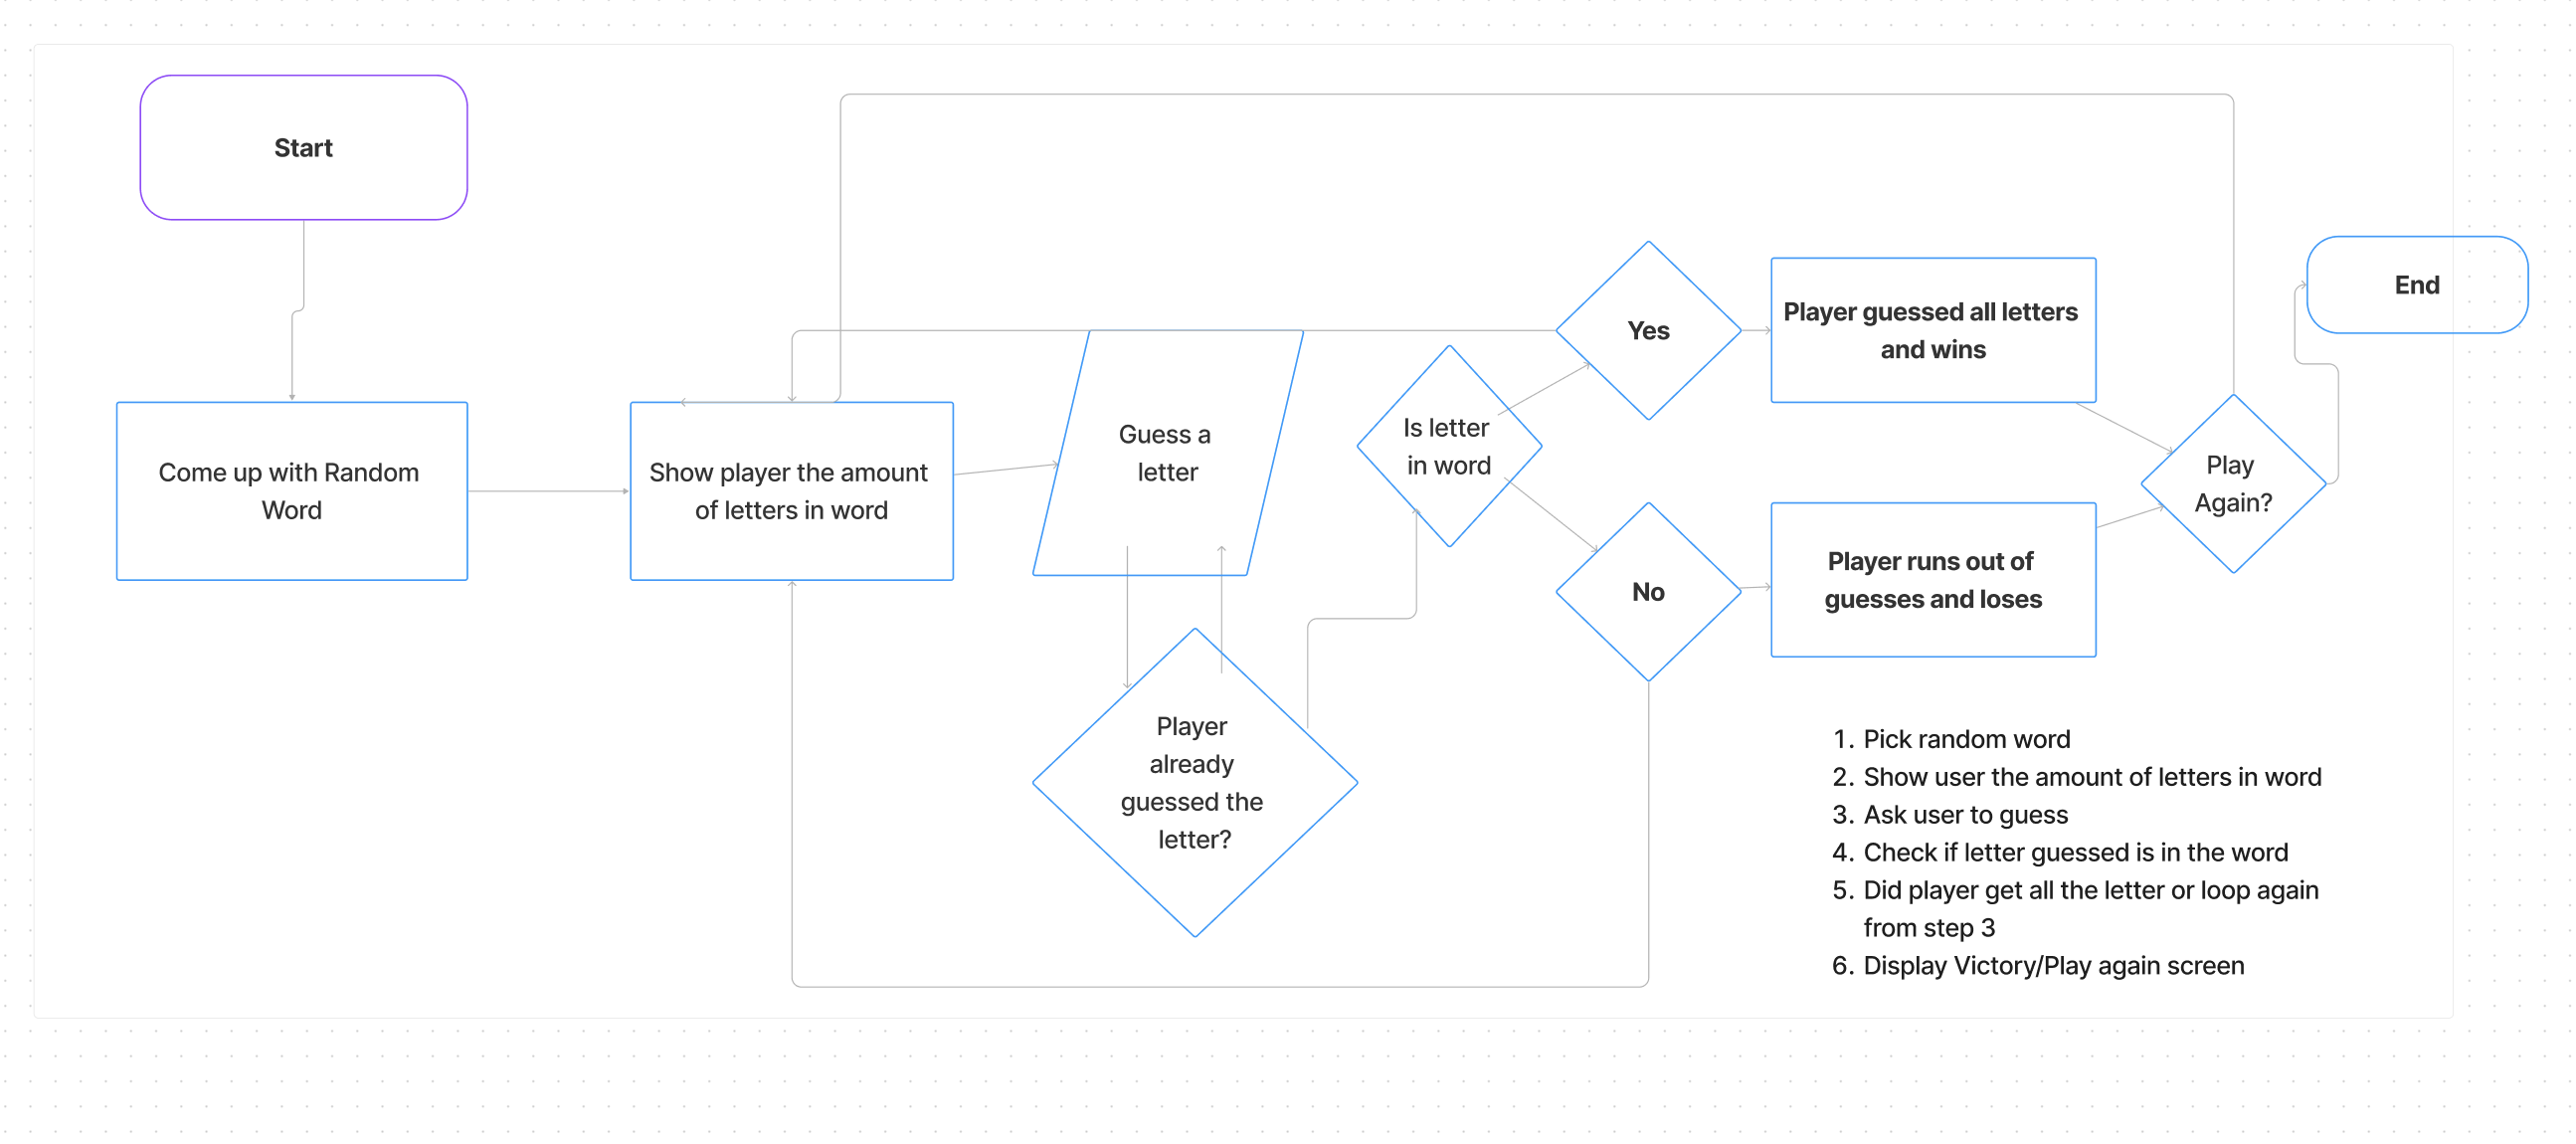 Start
Come up with Random
Word
Show player the amount
of letters in word
Guess a
letter
Player
already
guessed the
letter?
Is letter
in word
Yes
No
Player guessed all letters
and wins
Player runs out of
guesses and loses
Play
Again?
End
1. Pick random word
2. Show user the amount of letters in word
3. Ask user to guess
4. Check if letter guessed is in the word
5. Did player get all the letter or loop again
from step 3
6. Display Victory/Play again screen